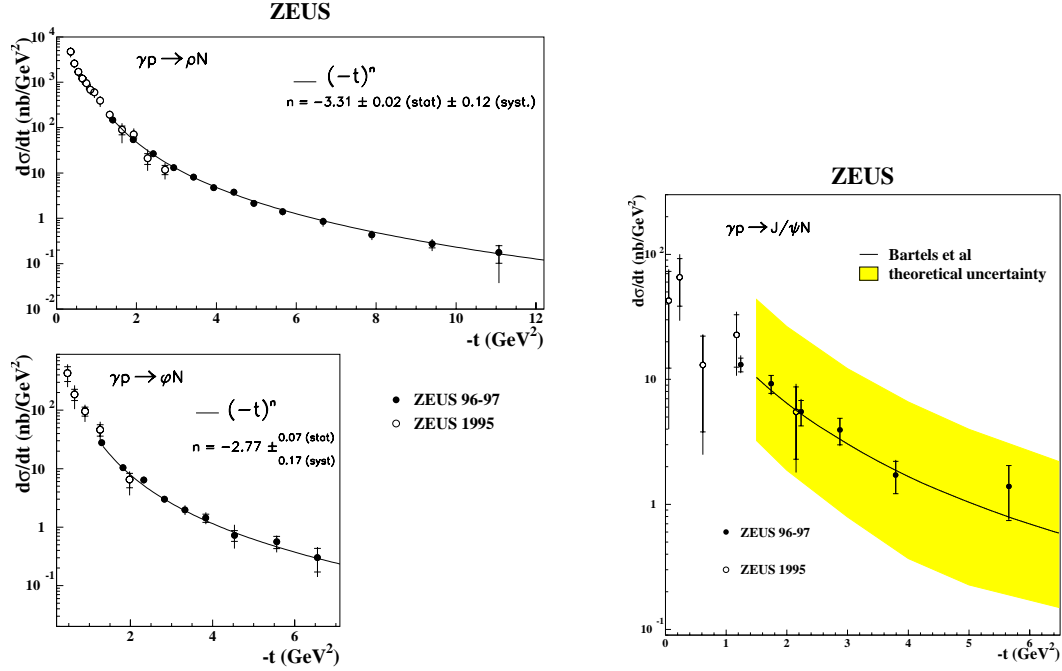 ZEUS
dσ/dt (nb/GeV²)
10⁴
10³
10²
10
1
10⁻¹
10⁻²
γp → ρN
(-t)ⁿ
n = -3.31 ± 0.02 (stat) ± 0.12 (syst.)
0 2 4 6 8 10 12
-t (GeV²)
dσ/dt (nb/GeV²)
10²
10
1
10⁻¹
γp → φN
(-t)ⁿ
n = -2.77 ± 0.07 (stat)
0.17 (syst)
2 4 6
-t (GeV²)
ZEUS 96-97
ZEUS 1995
ZEUS
dσ/dt (nb/GeV²)
10²
10
1
10⁻¹
γp → J/ψN
Bartels et al
theoretical uncertainty
ZEUS 96-97
ZEUS 1995
0 1 2 3 4 5 6
-t (GeV²)